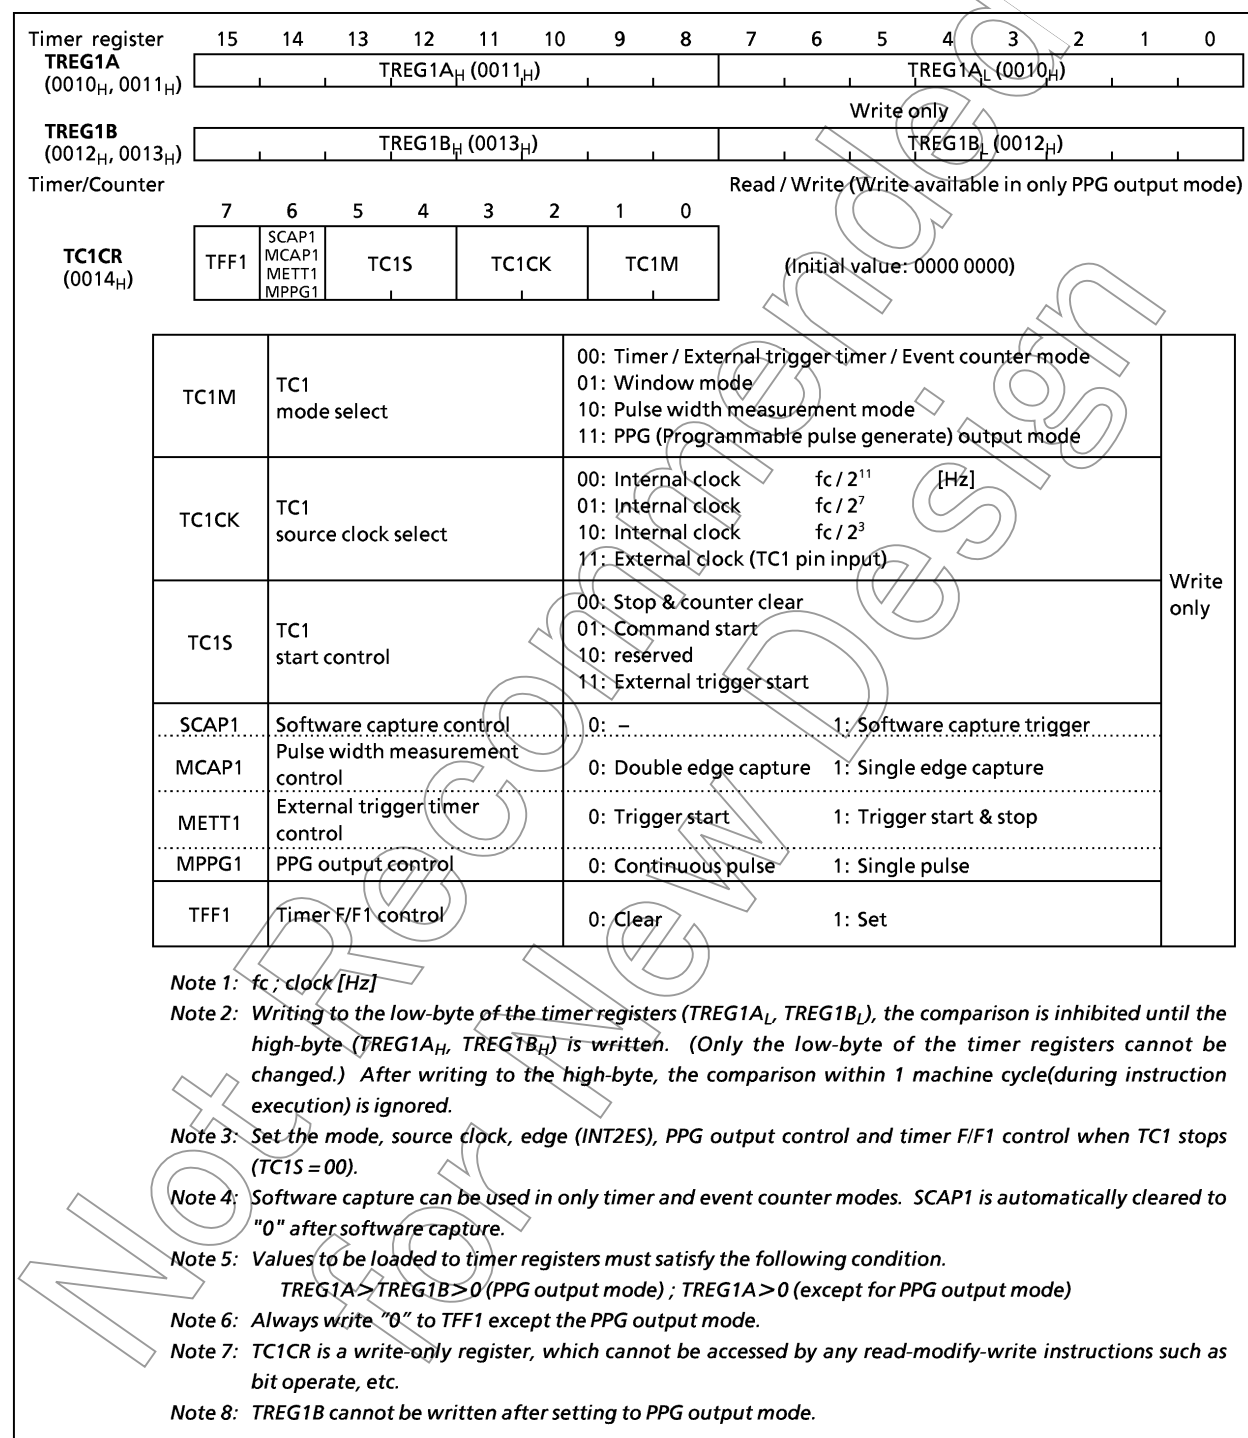 Timer register 15 14 13 12 11 10 9 8 7 6 5 4 3 2 1 0
TREG1A
(0010H, 0011H) TREG1AH (0011H) TREG1AL (0010H)
Write only
TREG1B
(0012H, 0013H) TREG1BH (0013H) TREG1BL (0012H)
Timer/Counter Read / Write (Write available in only PPG output mode)
7 6 5 4 3 2 1 0
TC1CR
(0014H)
TFF1
SCAP1
MCAP1
METT1
MPPG1
TC1S TC1CK TC1M (Initial value: 0000 0000)
TC1M
TC1
mode select
00: Timer / External trigger timer / Event counter mode
01: Window mode
10: Pulse width measurement mode
11: PPG (Programmable pulse generate) output mode
TC1CK
TC1
source clock select
00: Internal clock fc / 2¹¹ [Hz]
01: Internal clock fc / 2⁷
10: Internal clock fc / 2³
11: External clock (TC1 pin input)
TC1S
TC1
start control
00: Stop & counter clear
01: Command start
10: reserved
11: External trigger start
Write
only
SCAP1 Software capture control 0: – 1: Software capture trigger
MCAP1 Pulse width measurement
control
0: Double edge capture 1: Single edge capture
METT1 External trigger timer
control
0: Trigger start 1: Trigger start & stop
MPPG1 PPG output control 0: Continuous pulse 1: Single pulse
TFF1 Timer F/F1 control 0: Clear 1: Set
Note 1: fc ; clock [Hz]
Note 2: Writing to the low-byte of the timer registers (TREG1AL, TREG1BL), the comparison is inhibited until the
high-byte (TREG1AH, TREG1BH) is written. (Only the low-byte of the timer registers cannot be
changed.) After writing to the high-byte, the comparison within 1 machine cycle(during instruction
execution) is ignored.
Note 3: Set the mode, source clock, edge (INT2ES), PPG output control and timer F/F1 control when TC1 stops
(TC1S = 00).
Note 4: Software capture can be used in only timer and event counter modes. SCAP1 is automatically cleared to
"0" after software capture.
Note 5: Values to be loaded to timer registers must satisfy the following condition.
TREG1A>TREG1B>0 (PPG output mode) ; TREG1A>0 (except for PPG output mode)
Note 6: Always write "0" to TFF1 except the PPG output mode.
Note 7: TC1CR is a write-only register, which cannot be accessed by any read-modify-write instructions such as
bit operate, etc.
Note 8: TREG1B cannot be written after setting to PPG output mode.
Not Recommended
for New Design